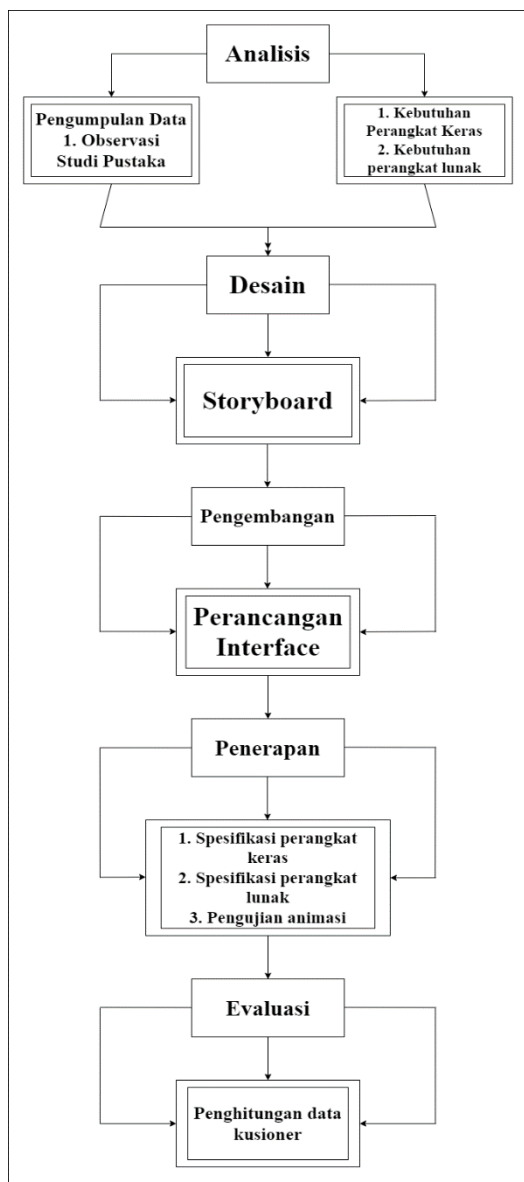 Analisis
Pengumpulan Data
1. Observasi
Studi Pustaka
1. Kebutuhan
Perangkat Keras
2. Kebutuhan
perangkat lunak
Desain
Storyboard
Pengembangan
Perancangan
Interface
Penerapan
1. Spesifikasi perangkat
keras
2. Spesifikasi perangkat
lunak
3. Pengujian animasi
Evaluasi
Penghitungan data
kusioner